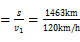 = s/v₁ = 1463km/120km/h